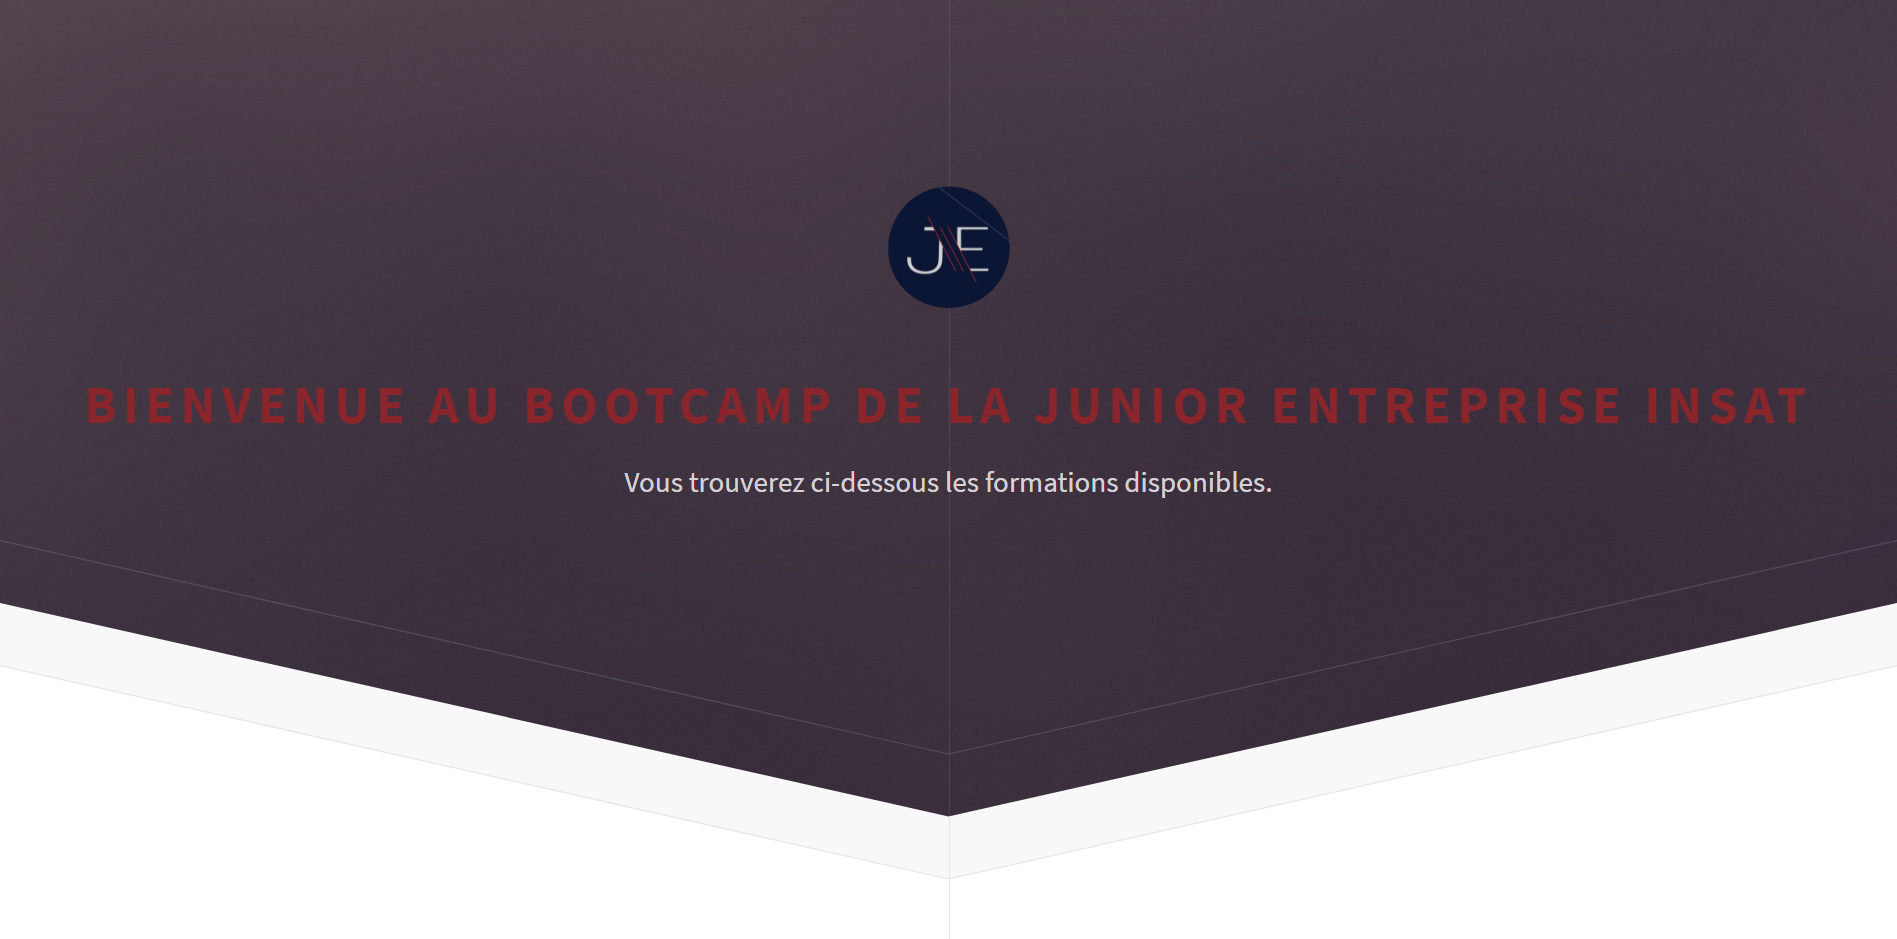 JE
BIENVENUE AU BOOTCAMP DE LA JUNIOR ENTREPRISE INSAT
Vous trouverez ci-dessous les formations disponibles.